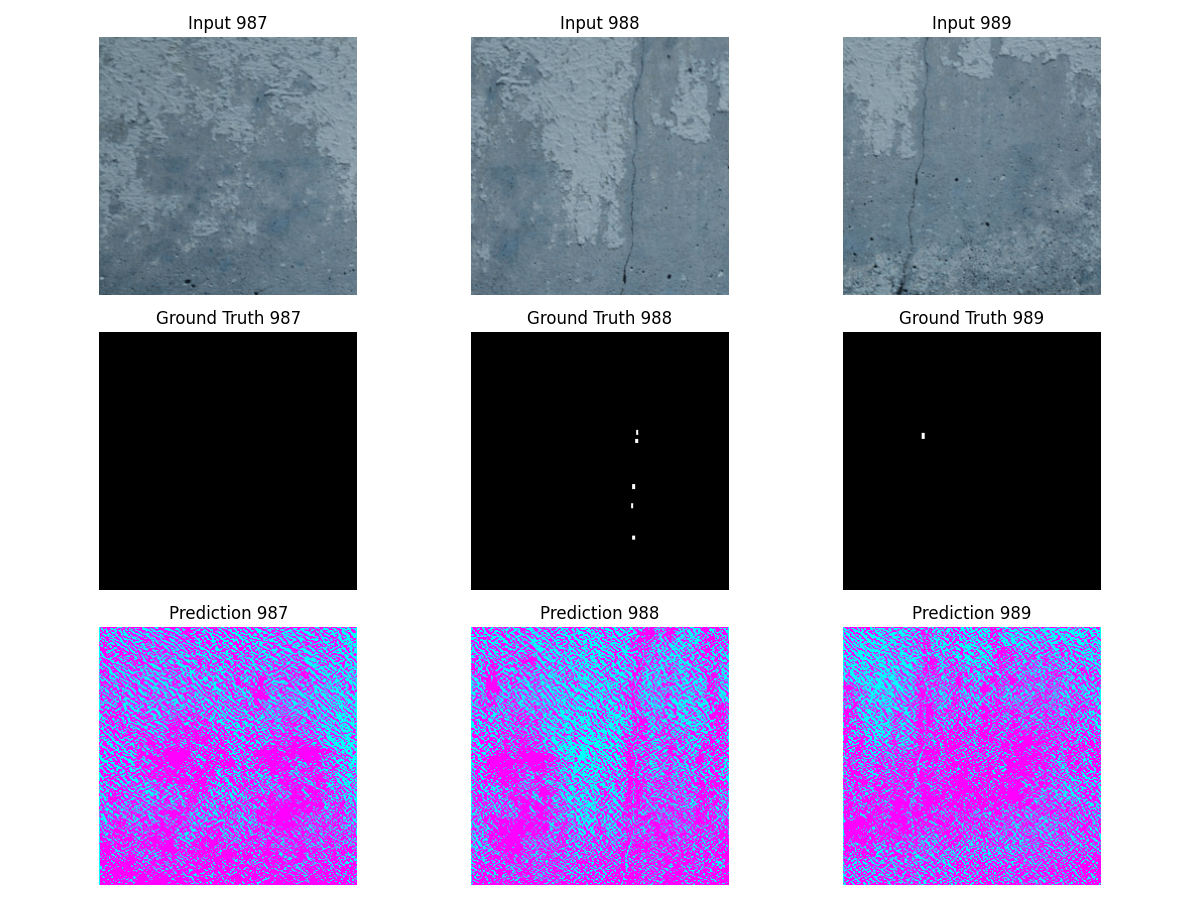 Input 987
Input 988
Input 989
Ground Truth 987
Ground Truth 988
Ground Truth 989
Prediction 987
Prediction 988
Prediction 989